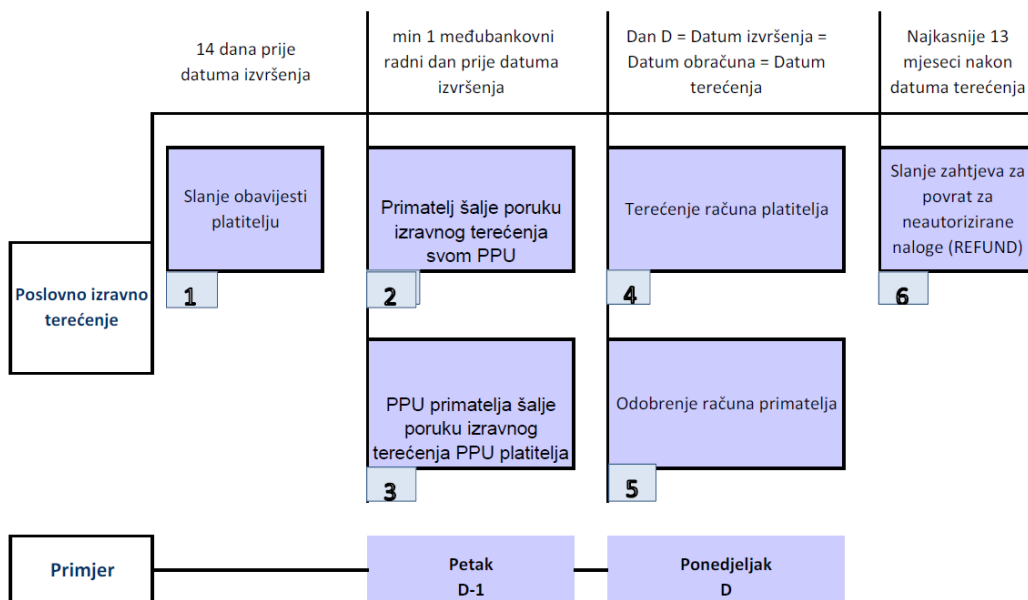 14 dana prije
datuma izvršenja
min 1 međubankovni
radni dan prije datuma
izvršenja
Dan D = Datum izvršenja =
Datum obračuna = Datum
terećenja
Najkasnije 13
mjeseci nakon
datuma terećenja
Poslovno izravno
terećenje
Slanje obavijesti
platitelju
1
Primatelj šalje poruku
izravnog terećenja
svom PPU
2
Terećenje računa platitelja
4
Slanje zahtjeva za
povrat za
neautorizirane
naloge (REFUND)
6
PPU primatelja šalje
poruku izravnog
terećenja PPU platitelja
3
Odobrenje računa primatelja
5
Primjer
Petak
D-1
Ponedjeljak
D